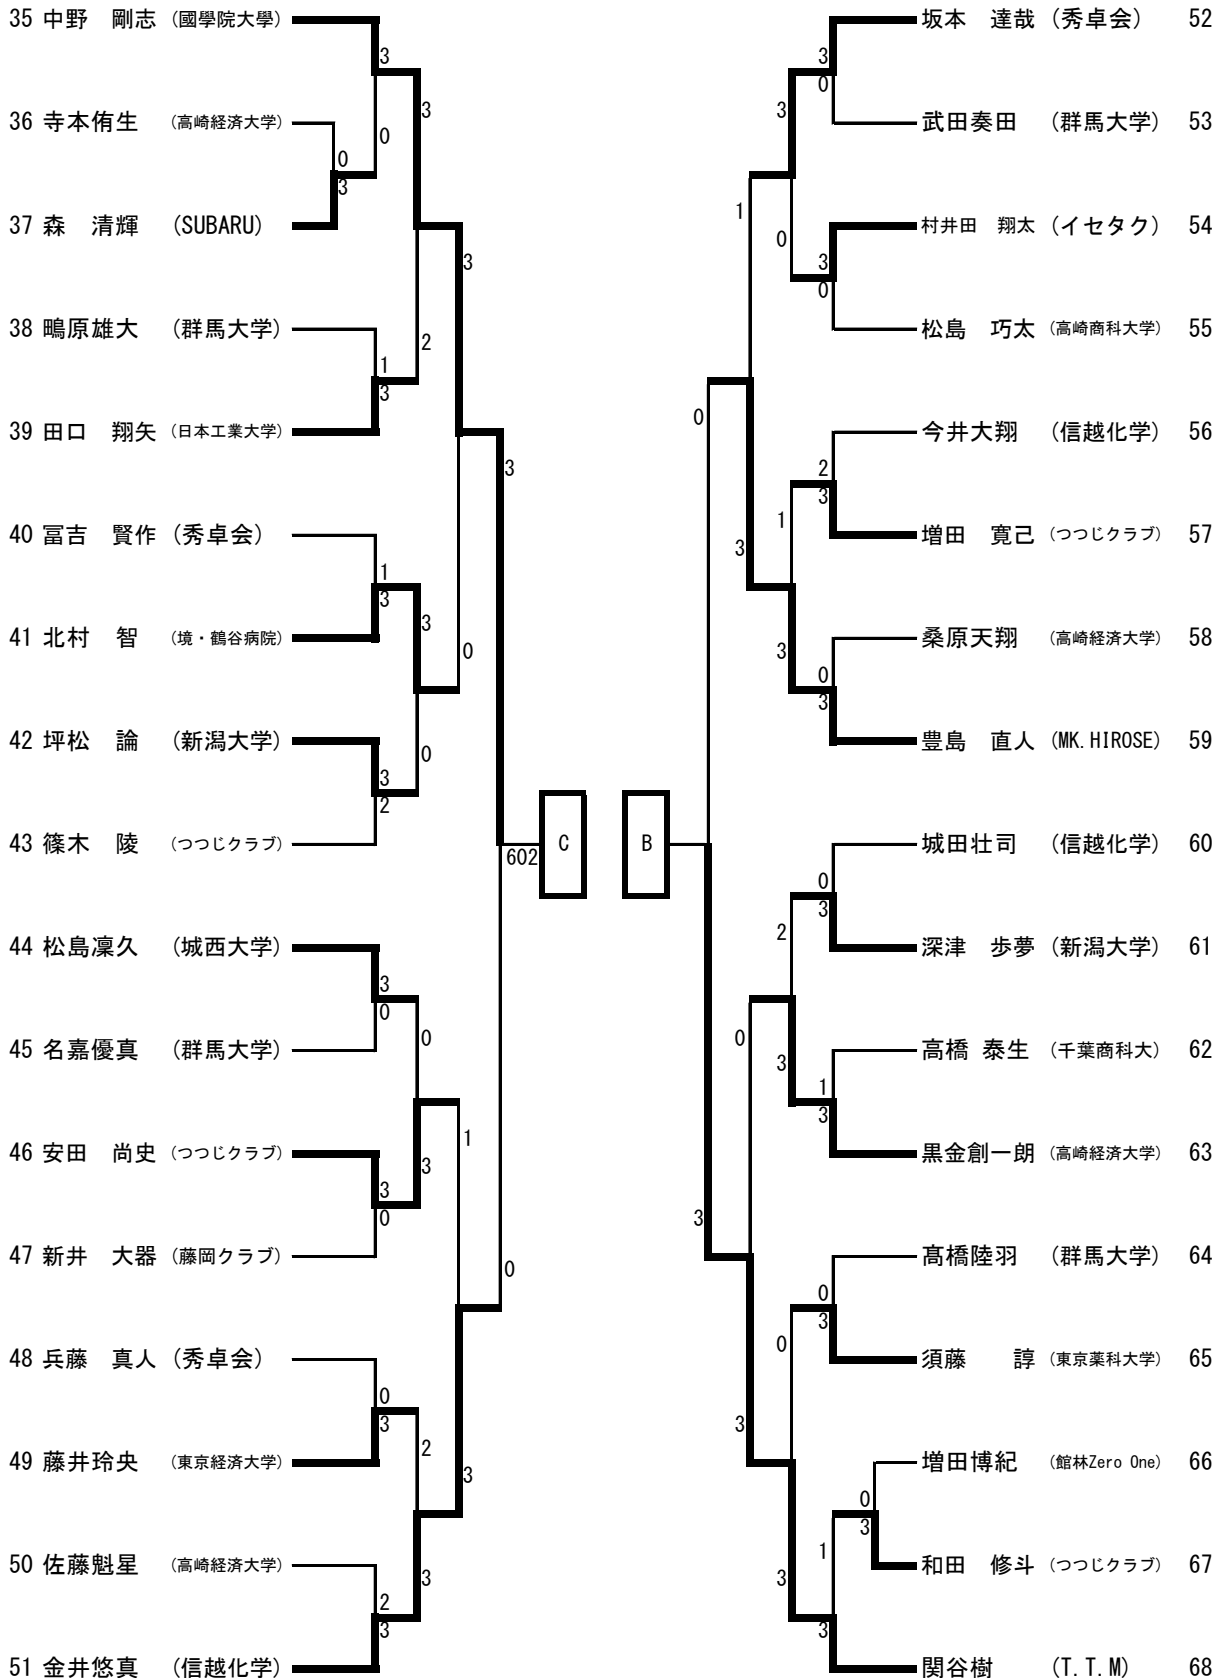 35 中野　剛志 (國學院大學)
3
3
36 寺本侑生 (高崎経済大学)
0
0
3
37 森　清輝 (SUBARU)
3
38 鴫原雄大 (群馬大学)
2
1
3
39 田口　翔矢 (日本工業大学)
3
40 冨吉　賢作 (秀卓会)
1
3
3
41 北村　智 (境・鶴谷病院)
0
42 坪松　諭 (新潟大学)
0
3
2
43 篠木　陵 (つつじクラブ)
602
C
44 松島凜久 (城西大学)
3
0
0
45 名嘉優真 (群馬大学)
1
46 安田　尚史 (つつじクラブ)
3
3
0
47 新井　大器 (藤岡クラブ)
0
48 兵藤　真人 (秀卓会)
0
3
2
49 藤井玲央 (東京経済大学)
3
50 佐藤魁星 (高崎経済大学)
3
2
3
51 金井悠真 (信越化学)
坂本　達哉 (秀卓会) 52
3
0
3
武田奏田 (群馬大学) 53
1
村井田　翔太 (イセタク) 54
0
3
0
松島　巧太 (高崎商科大学) 55
0
今井大翔 (信越化学) 56
2
3
1
増田　寛己 (つつじクラブ) 57
3
桑原天翔 (高崎経済大学) 58
3
0
3
豊島　直人 (MK.HIROSE) 59
B
城田壮司 (信越化学) 60
0
3
2
深津　歩夢 (新潟大学) 61
0
高橋 泰生 (千葉商科大) 62
3
1
3
黒金創一朗 (高崎経済大学) 63
3
髙橋陸羽 (群馬大学) 64
0
3
0
須藤　　諄 (東京薬科大学) 65
3
増田博紀 (館林Zero One) 66
0
3
1
和田　修斗 (つつじクラブ) 67
3
3
関谷樹 (T.T.M) 68